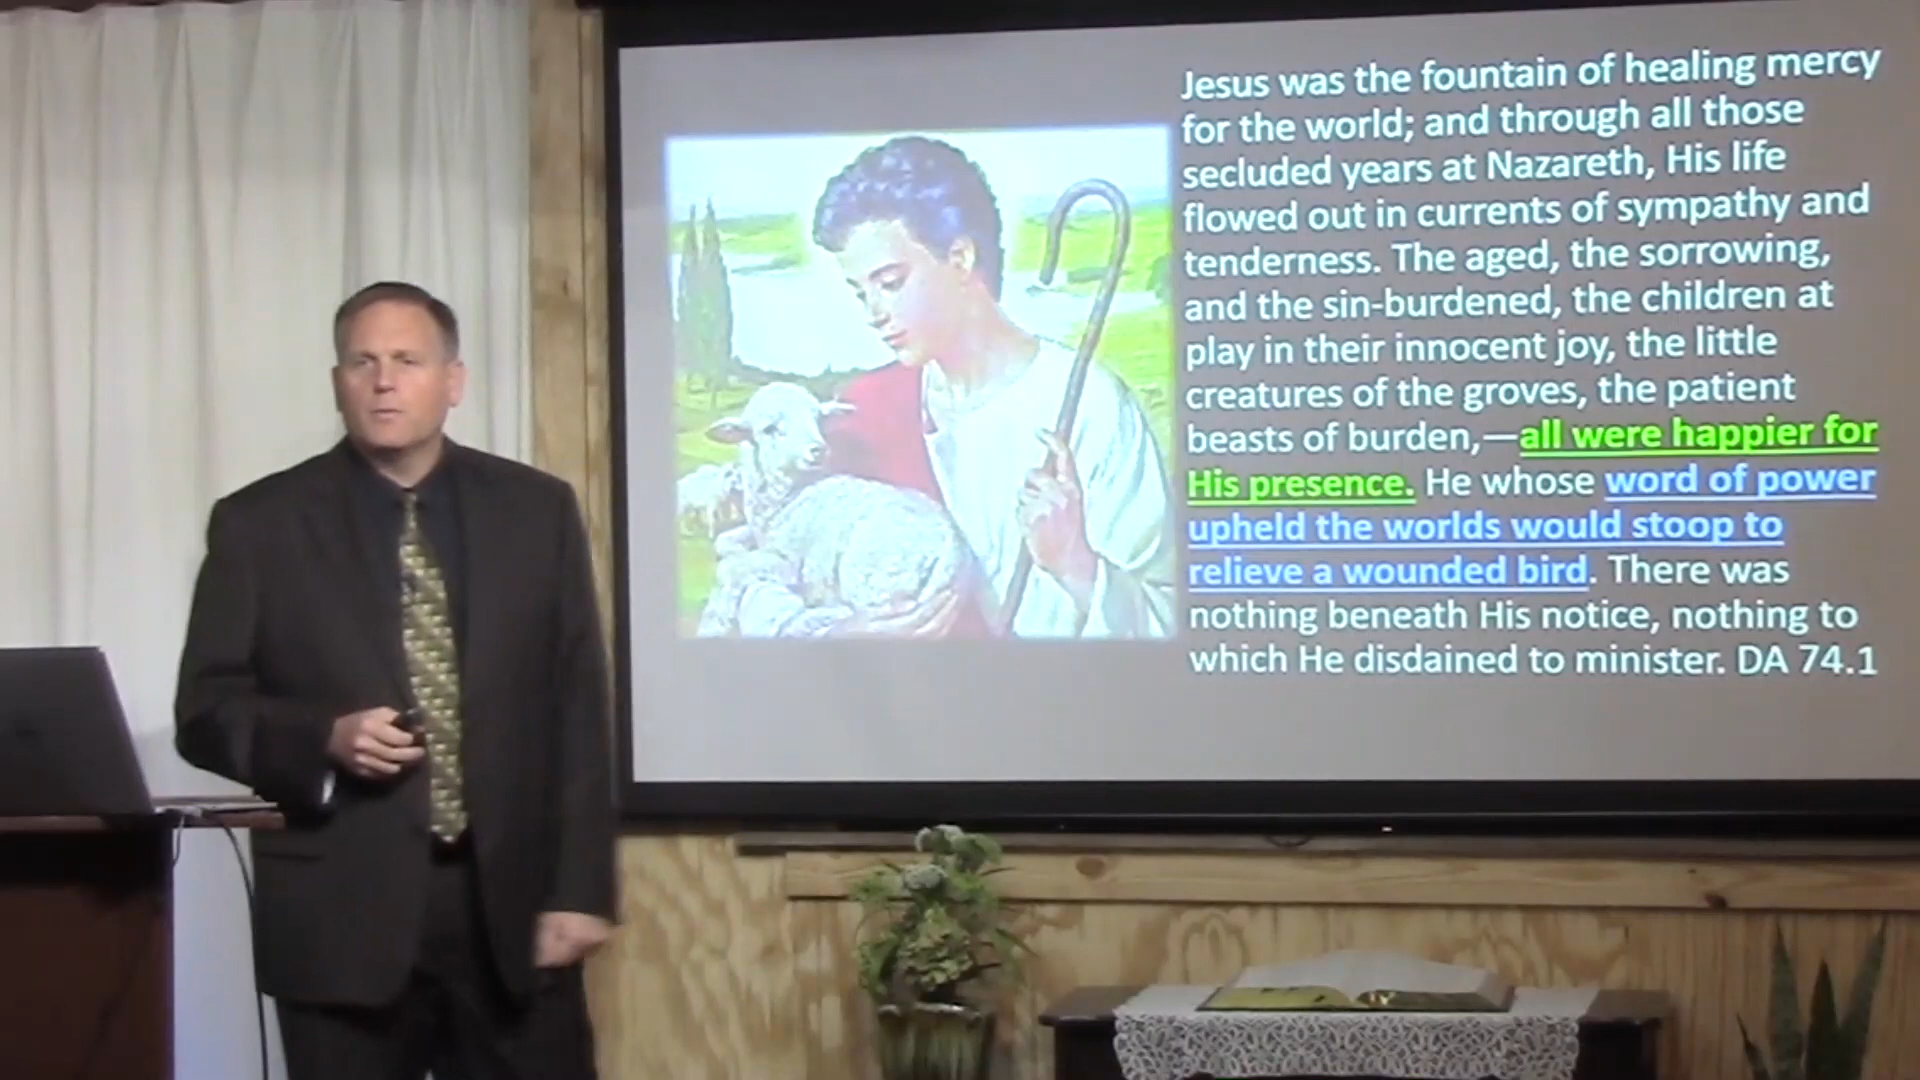 Jesus was the fountain of healing mercy
for the world; and through all those
secluded years at Nazareth, His life
flowed out in currents of sympathy and
tenderness. The aged, the sorrowing,
and the sin-burdened, the children at
play in their innocent joy, the little
creatures of the groves, the patient
beasts of burden,—all were happier for
His presence. He whose word of power
upheld the worlds would stoop to
relieve a wounded bird. There was
nothing beneath His notice, nothing to
which He disdained to minister. DA 74.1